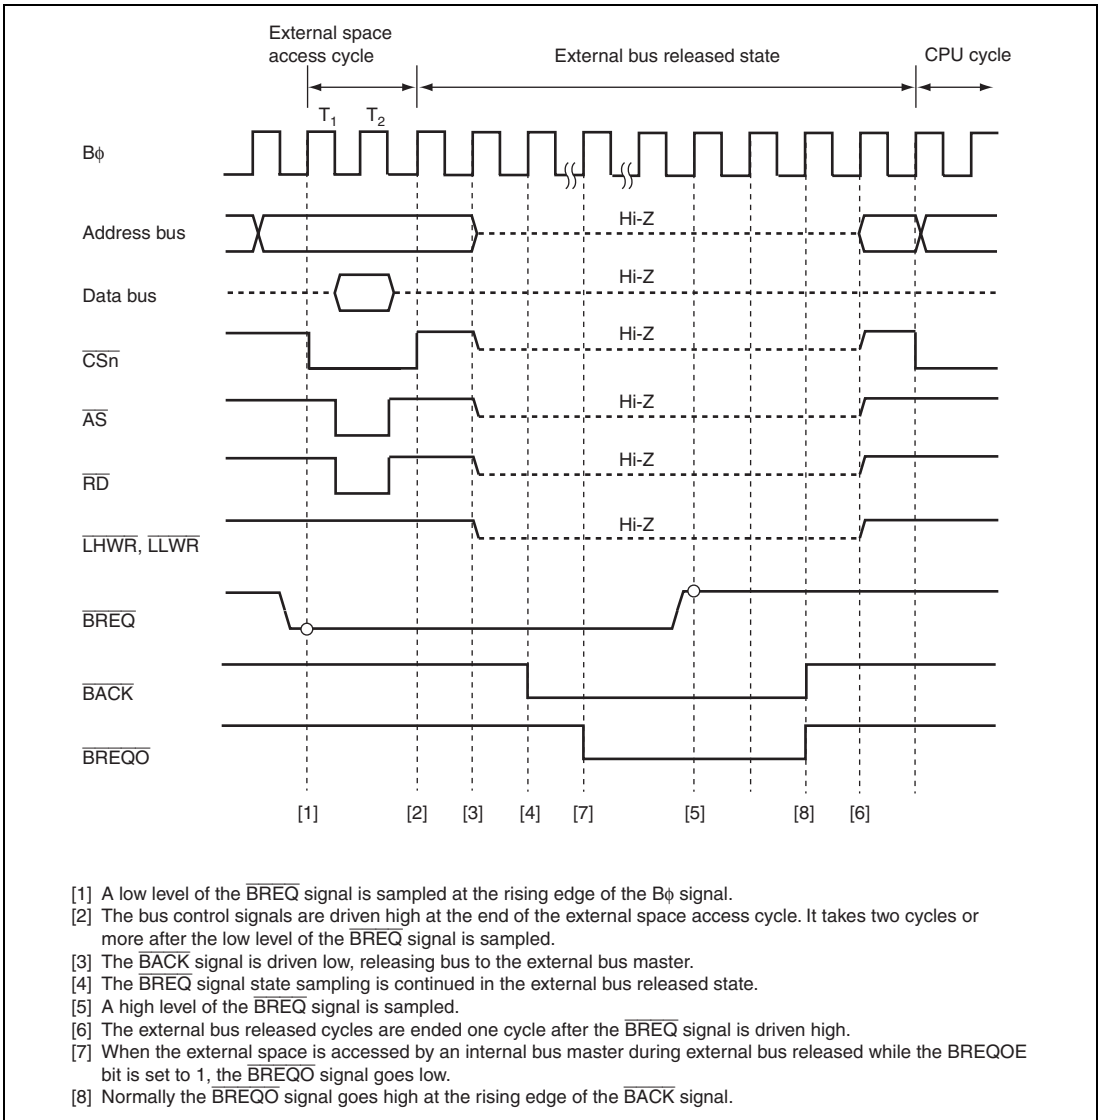 External space
access cycle
External bus released state
CPU cycle
T1
T2
Bϕ
Address bus
Hi-Z
Data bus
Hi-Z
CSn
Hi-Z
AS
Hi-Z
RD
Hi-Z
LHWR, LLWR
Hi-Z
BREQ
BACK
BREQO
[1] [2] [3] [4] [7] [5] [8] [6]
[1] A low level of the BREQ signal is sampled at the rising edge of the Bϕ signal.
[2] The bus control signals are driven high at the end of the external space access cycle. It takes two cycles or
more after the low level of the BREQ signal is sampled.
[3] The BACK signal is driven low, releasing bus to the external bus master.
[4] The BREQ signal state sampling is continued in the external bus released state.
[5] A high level of the BREQ signal is sampled.
[6] The external bus released cycles are ended one cycle after the BREQ signal is driven high.
[7] When the external space is accessed by an internal bus master during external bus released while the BREQOE
bit is set to 1, the BREQO signal goes low.
[8] Normally the BREQO signal goes high at the rising edge of the BACK signal.